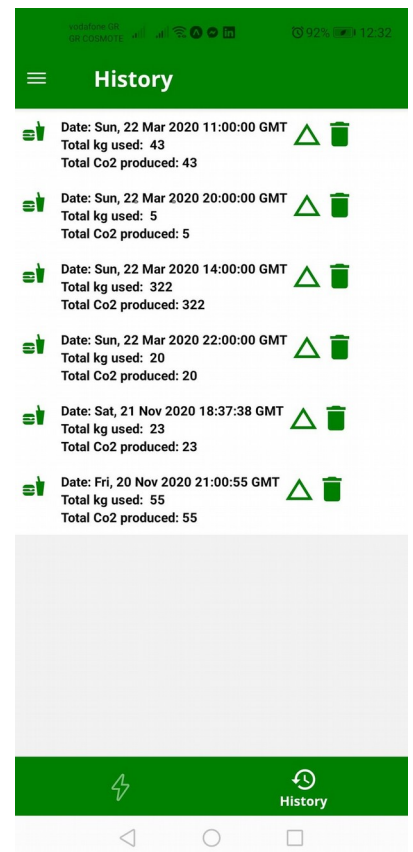 vodafone GR
GR COSMOTE
92% 12:32
History
Date: Sun, 22 Mar 2020 11:00:00 GMT
Total kg used: 43
Total Co2 produced: 43
Date: Sun, 22 Mar 2020 20:00:00 GMT
Total kg used: 5
Total Co2 produced: 5
Date: Sun, 22 Mar 2020 14:00:00 GMT
Total kg used: 322
Total Co2 produced: 322
Date: Sun, 22 Mar 2020 22:00:00 GMT
Total kg used: 20
Total Co2 produced: 20
Date: Sat, 21 Nov 2020 18:37:38 GMT
Total kg used: 23
Total Co2 produced: 23
Date: Fri, 20 Nov 2020 21:00:55 GMT
Total kg used: 55
Total Co2 produced: 55
History